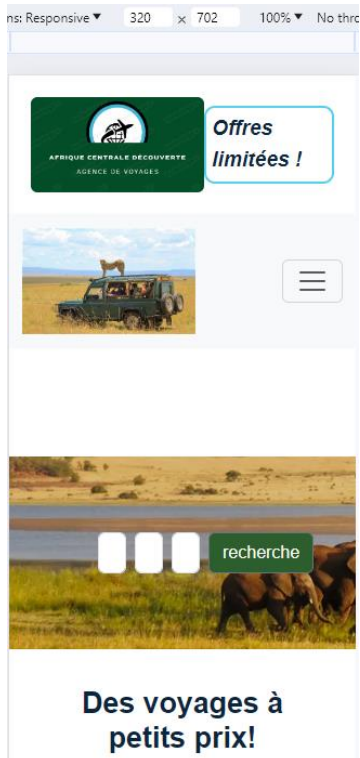 ns: Responsive ▼ 320 × 702 100% ▼ No thro
Offres
limitées !
AFRIQUE CENTRALE DÉCOUVERTE
AGENCE DE VOYAGES
recherche
Des voyages à
petits prix!